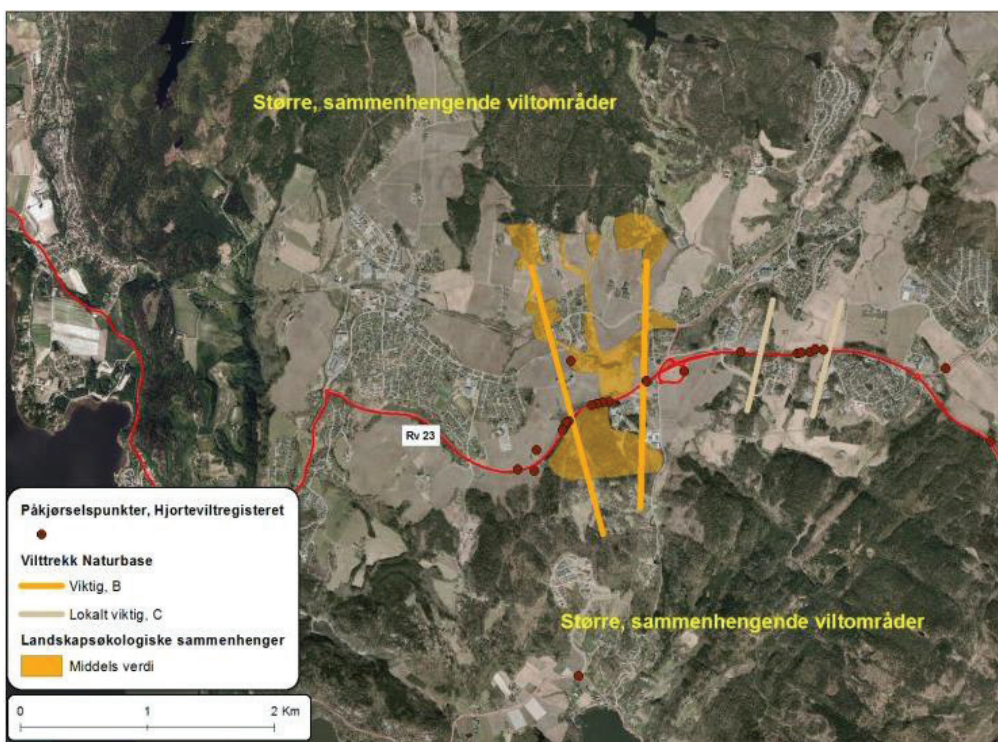 Større, sammenhengende viltområder
Rv 23
Større, sammenhengende viltområder
Påkjørselspunkter, Hjorteviltregisteret
Vilttrekk Naturbase
Viktig, B
Lokalt viktig, C
Landskapsøkologiske sammenhenger
Middels verdi
0 1 2 Km